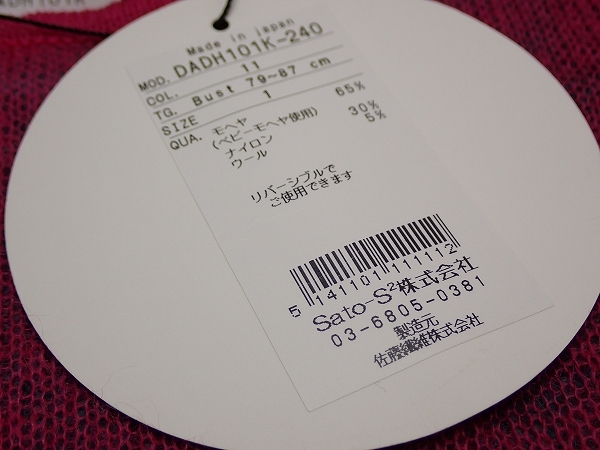 Made in japan
MOD. DADH101K-240
COL. 11
TG. Bust 79~87 cm
SIZE 1
QUA. モヘヤ 65%
(ベビーモヘヤ使用)
ナイロン 30%
ウール 5%
リバーシブルで
ご使用できます
5 141101 111112
Sato-S²株式会社
03-6805-0381
製造元
佐藤繊維株式会社